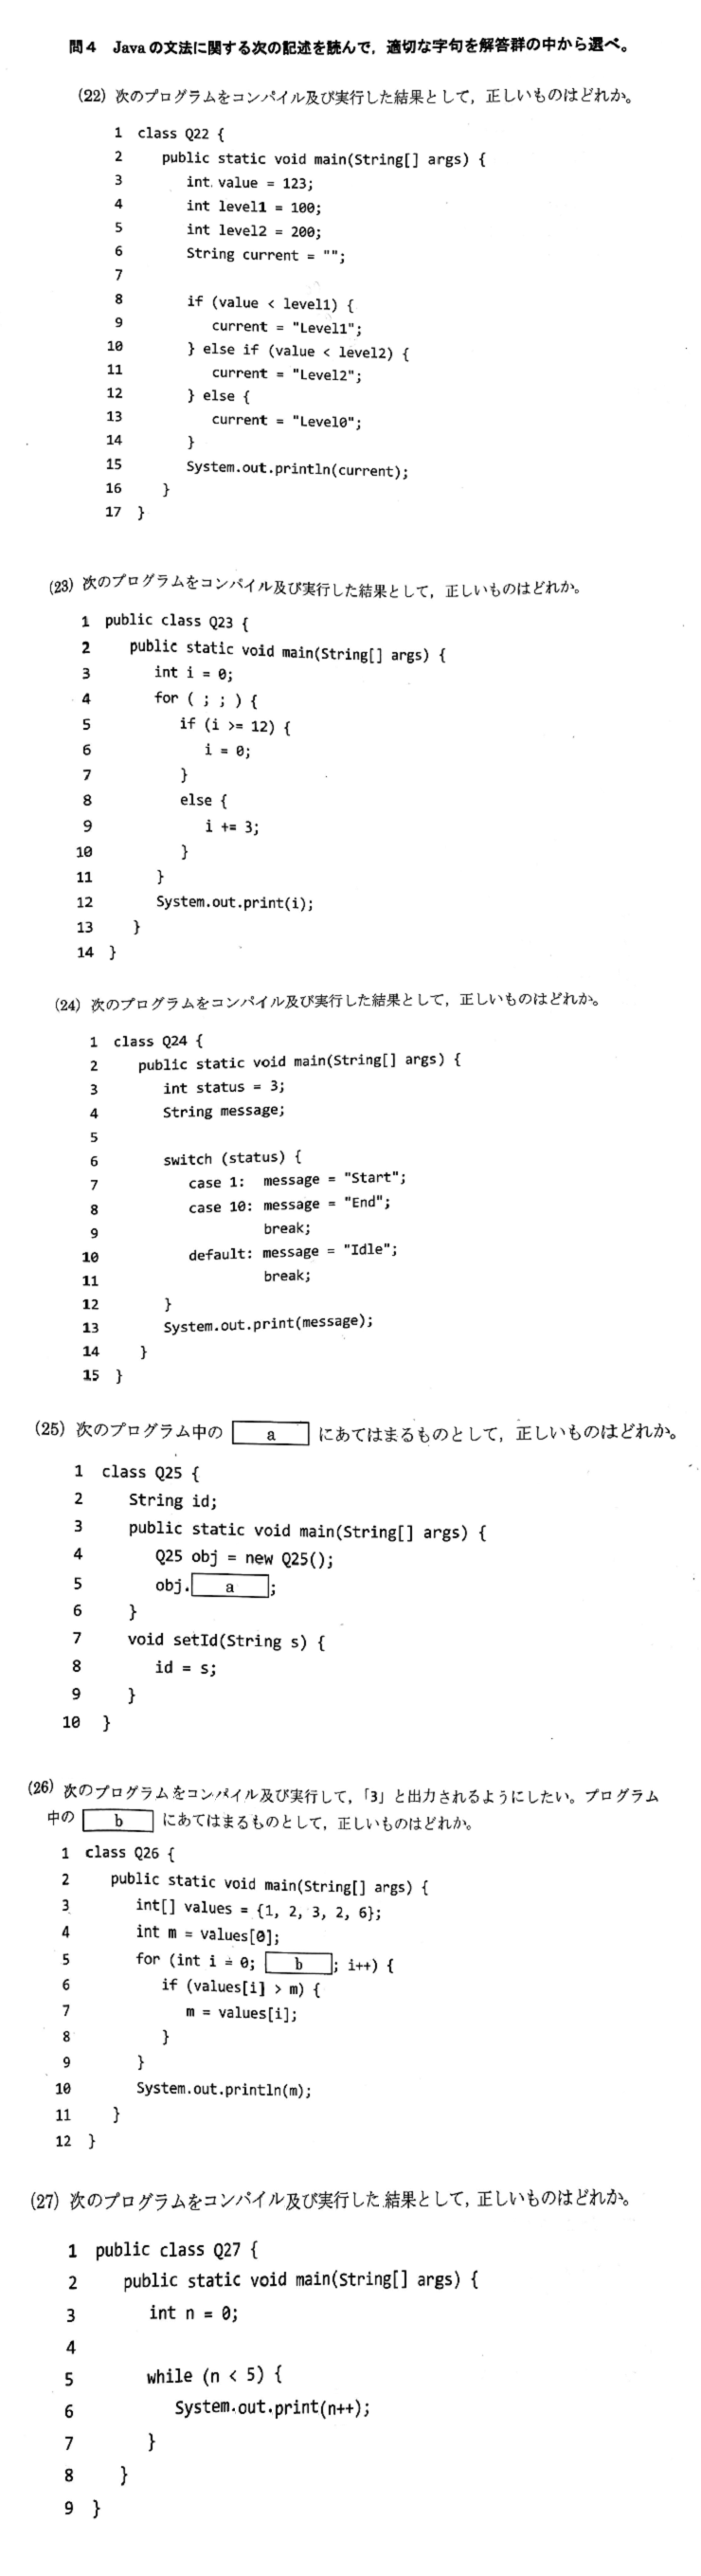 問4 Javaの文法に関する次の記述を読んで，適切な字句を解答群の中から選べ。
(22) 次のプログラムをコンパイル及び実行した結果として，正しいものはどれか。
1 class Q22 {
2 public static void main(String[] args) {
3 int value = 123;
4 int level1 = 100;
5 int level2 = 200;
6 String current = "";
7
8 if (value < level1) {
9 current = "Level1";
10 } else if (value < level2) {
11 current = "Level2";
12 } else {
13 current = "Level0";
14 }
15 System.out.println(current);
16 }
17 }
(23) 次のプログラムをコンパイル及び実行した結果として，正しいものはどれか。
1 public class Q23 {
2 public static void main(String[] args) {
3 int i = 0;
4 for ( ; ; ) {
5 if (i >= 12) {
6 i = 0;
7 }
8 else {
9 i += 3;
10 }
11 }
12 System.out.print(i);
13 }
14 }
(24) 次のプログラムをコンパイル及び実行した結果として，正しいものはどれか。
1 class Q24 {
2 public static void main(String[] args) {
3 int status = 3;
4 String message;
5
6 switch (status) {
7 case 1: message = "Start";
8 case 10: message = "End";
9 break;
10 default: message = "Idle";
11 break;
12 }
13 System.out.print(message);
14 }
15 }
(25) 次のプログラム中の a にあてはまるものとして，正しいものはどれか。
1 class Q25 {
2 String id;
3 public static void main(String[] args) {
4 Q25 obj = new Q25();
5 obj. a ;
6 }
7 void setId(String s) {
8 id = s;
9 }
10 }
(26) 次のプログラムをコンパイル及び実行して，「3」と出力されるようにしたい。プログラム
中の b にあてはまるものとして，正しいものはどれか。
1 class Q26 {
2 public static void main(String[] args) {
3 int[] values = {1, 2, 3, 2, 6};
4 int m = values[0];
5 for (int i = 0; b ; i++) {
6 if (values[i] > m) {
7 m = values[i];
8 }
9 }
10 System.out.println(m);
11 }
12 }
(27) 次のプログラムをコンパイル及び実行した結果として，正しいものはどれか。
1 public class Q27 {
2 public static void main(String[] args) {
3 int n = 0;
4
5 while (n < 5) {
6 System.out.print(n++);
7 }
8 }
9 }